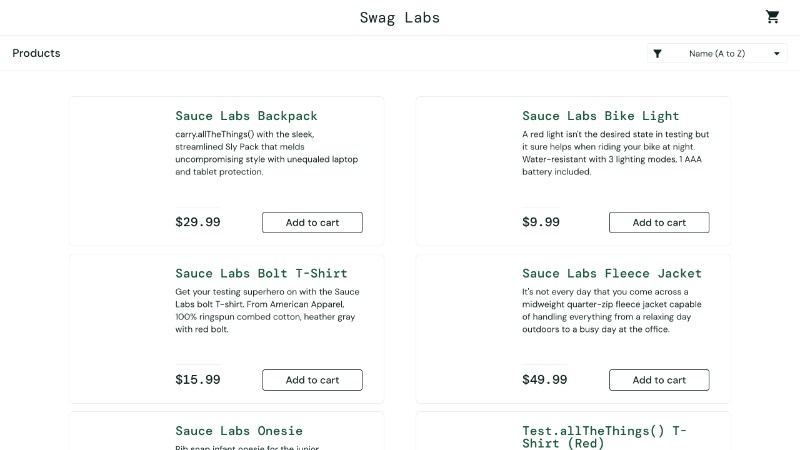 Swag Labs
Products
Name (A to Z)
Sauce Labs Backpack
carry.allTheThings() with the sleek,
streamlined Sly Pack that melds
uncompromising style with unequaled laptop
and tablet protection.
$29.99
Add to cart
Sauce Labs Bike Light
A red light isn't the desired state in testing but
it sure helps when riding your bike at night.
Water-resistant with 3 lighting modes, 1 AAA
battery included.
$9.99
Add to cart
Sauce Labs Bolt T-Shirt
Get your testing superhero on with the Sauce
Labs bolt T-shirt. From American Apparel,
100% ringspun combed cotton, heather gray
with red bolt.
$15.99
Add to cart
Sauce Labs Fleece Jacket
It's not every day that you come across a
midweight quarter-zip fleece jacket capable
of handling everything from a relaxing day
outdoors to a busy day at the office.
$49.99
Add to cart
Sauce Labs Onesie
Rib snap infant onesie for the junior
Test.allTheThings() T-
Shirt (Red)